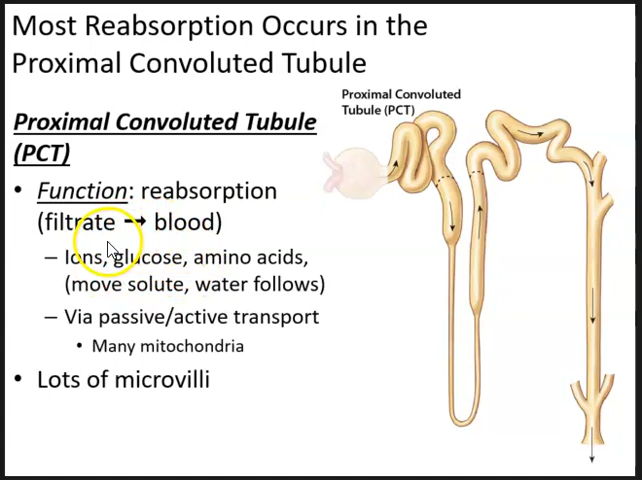 Most Reabsorption Occurs in the
Proximal Convoluted Tubule
Proximal Convoluted
Tubule (PCT)
Proximal Convoluted Tubule
(PCT)
• Function: reabsorption
(filtrate ➞ blood)
– Ions, glucose, amino acids,
(move solute, water follows)
– Via passive/active transport
• Many mitochondria
• Lots of microvilli